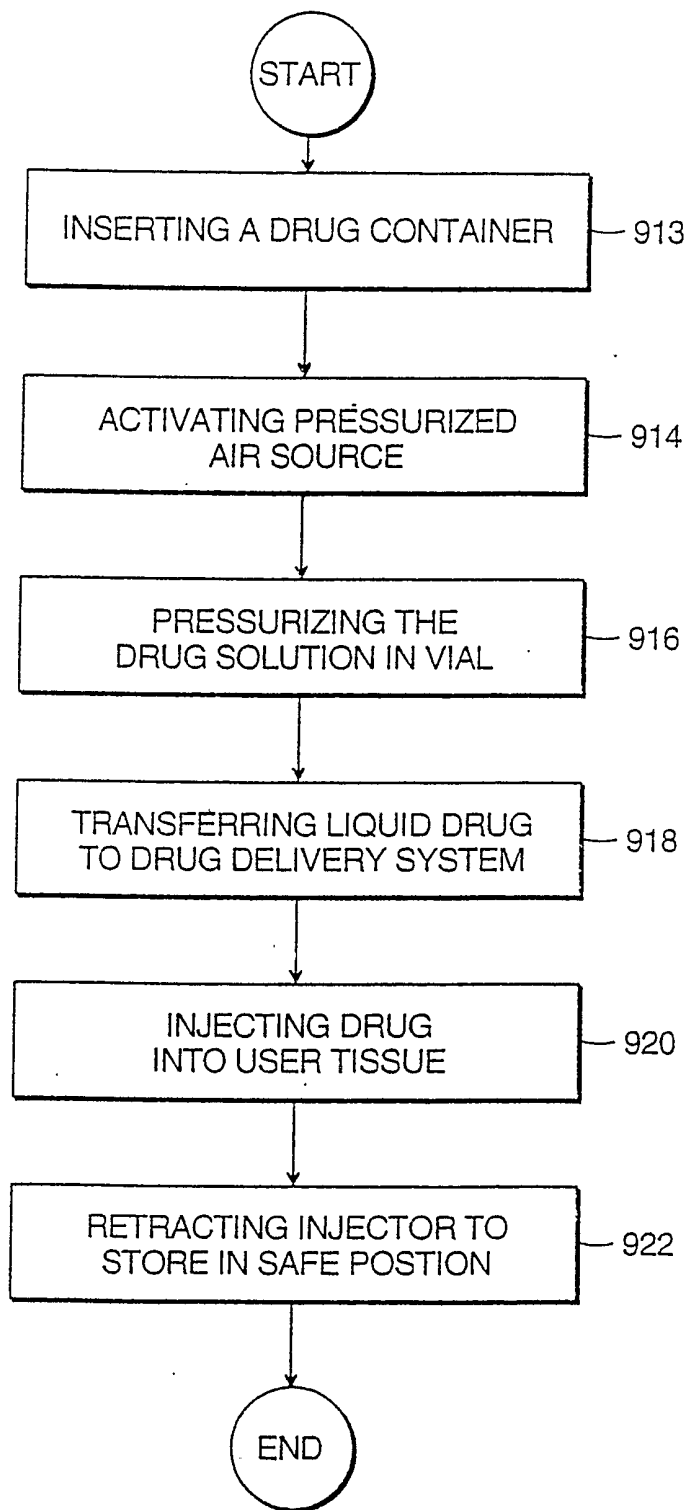 START
INSERTING A DRUG CONTAINER
913
ACTIVATING PRESSURIZED
AIR SOURCE
914
PRESSURIZING THE
DRUG SOLUTION IN VIAL
916
TRANSFERRING LIQUID DRUG
TO DRUG DELIVERY SYSTEM
918
INJECTING DRUG
INTO USER TISSUE
920
RETRACTING INJECTOR TO
STORE IN SAFE POSTION
922
END